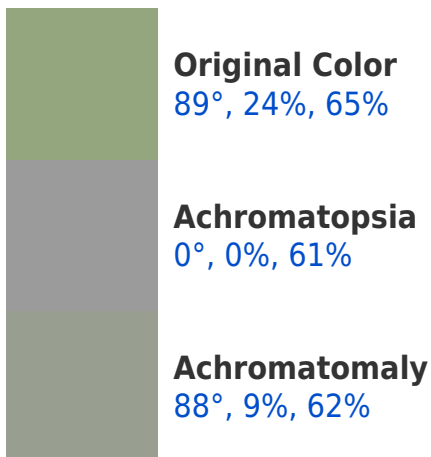 Original Color
89°, 24%, 65%
Achromatopsia
0°, 0%, 61%
Achromatomaly
88°, 9%, 62%